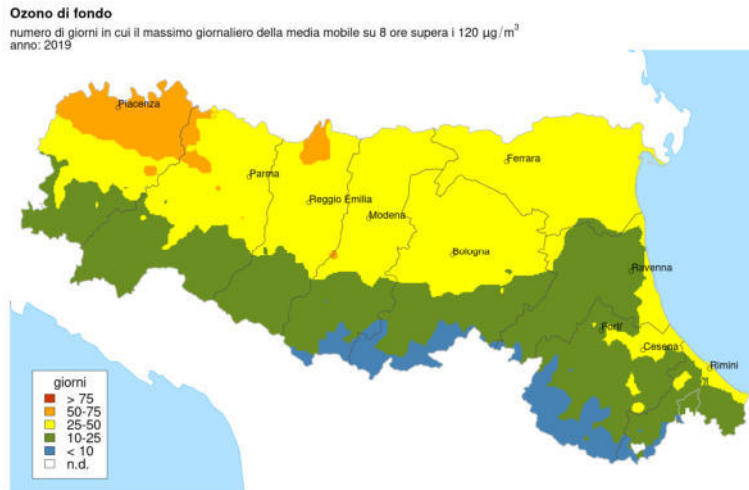 Ozono di fondo
numero di giorni in cui il massimo giornaliero della media mobile su 8 ore supera i 120 µg/m³
anno: 2019
Piacenza
Parma
Ferrara
Reggio Emilia
Modena
Bologna
Ravenna
Forlì
Cesena
Rimini
giorni
> 75
50-75
25-50
10-25
< 10
n.d.